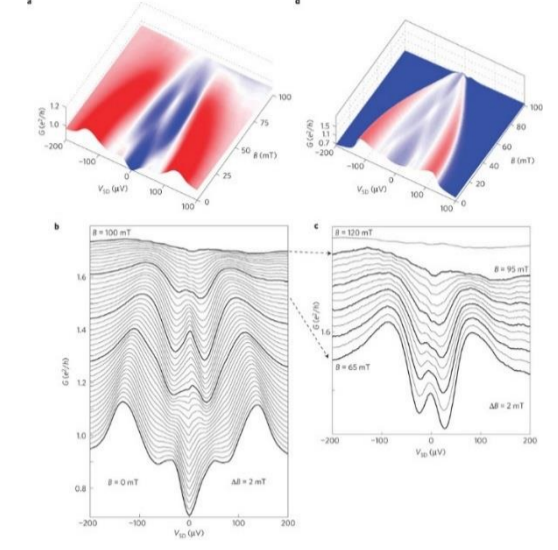 a
G (e²/h)
1.2
1.0
−200
−100
0
100
100
V_SD (μV)
0
25
50
75
100
B (mT)
G (e²/h)
1.5
1.1
0.7
−200
−100
0
100
V_SD (μV)
0
20
40
60
80
100
B (mT)
b
B = 100 mT
1.6
1.4
1.2
1.0
0.8
G (e²/h)
B = 0 mT
ΔB = 2 mT
−200
−100
0
100
200
V_SD (μV)
c
B = 120 mT
B = 95 mT
1.6
G (e²/h)
B = 65 mT
ΔB = 2 mT
−200
−100
0
100
200
V_SD (μV)